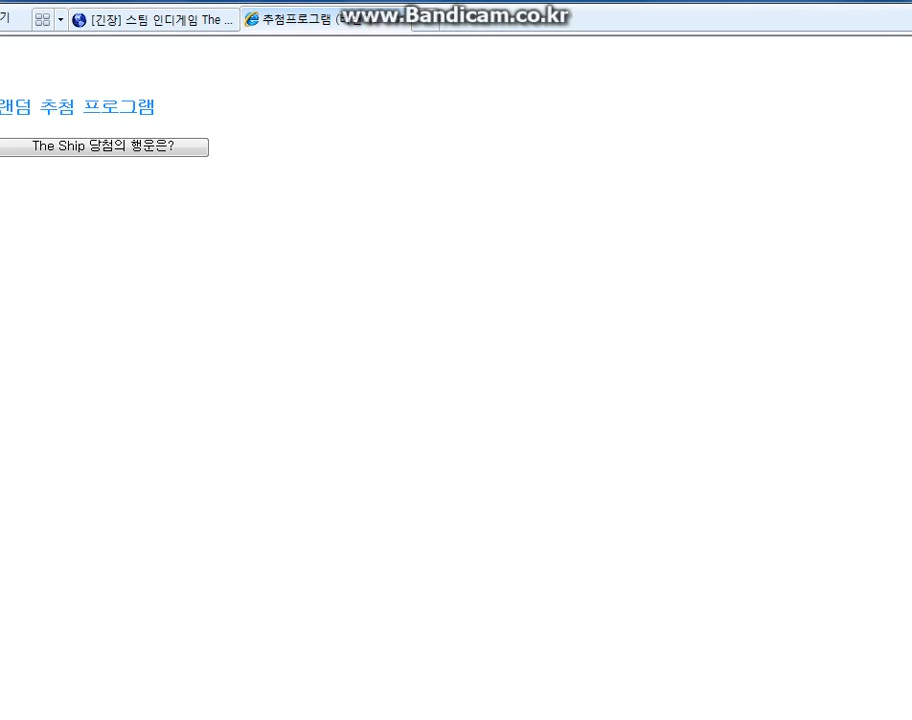 www.Bandicam.co.kr
기
[긴장] 스팀 인디게임 The ...
추첨프로그램
랜덤 추첨 프로그램
The Ship 당첨의 행운은?